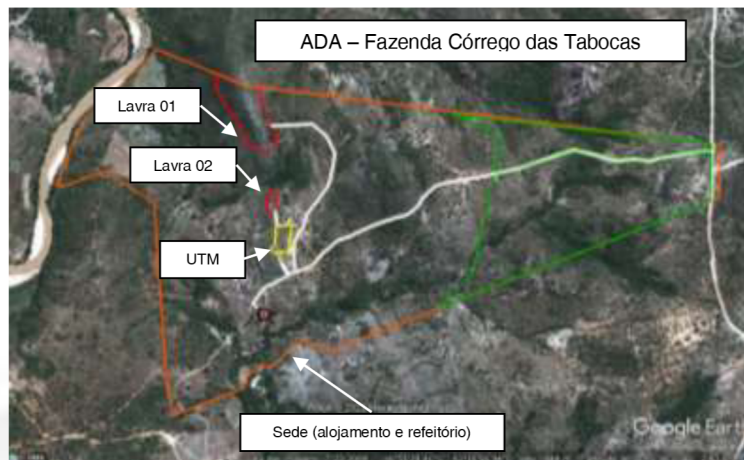 ADA – Fazenda Córrego das Tabocas
Lavra 01
Lavra 02
UTM
Sede (alojamento e refeitório)
Google Earth